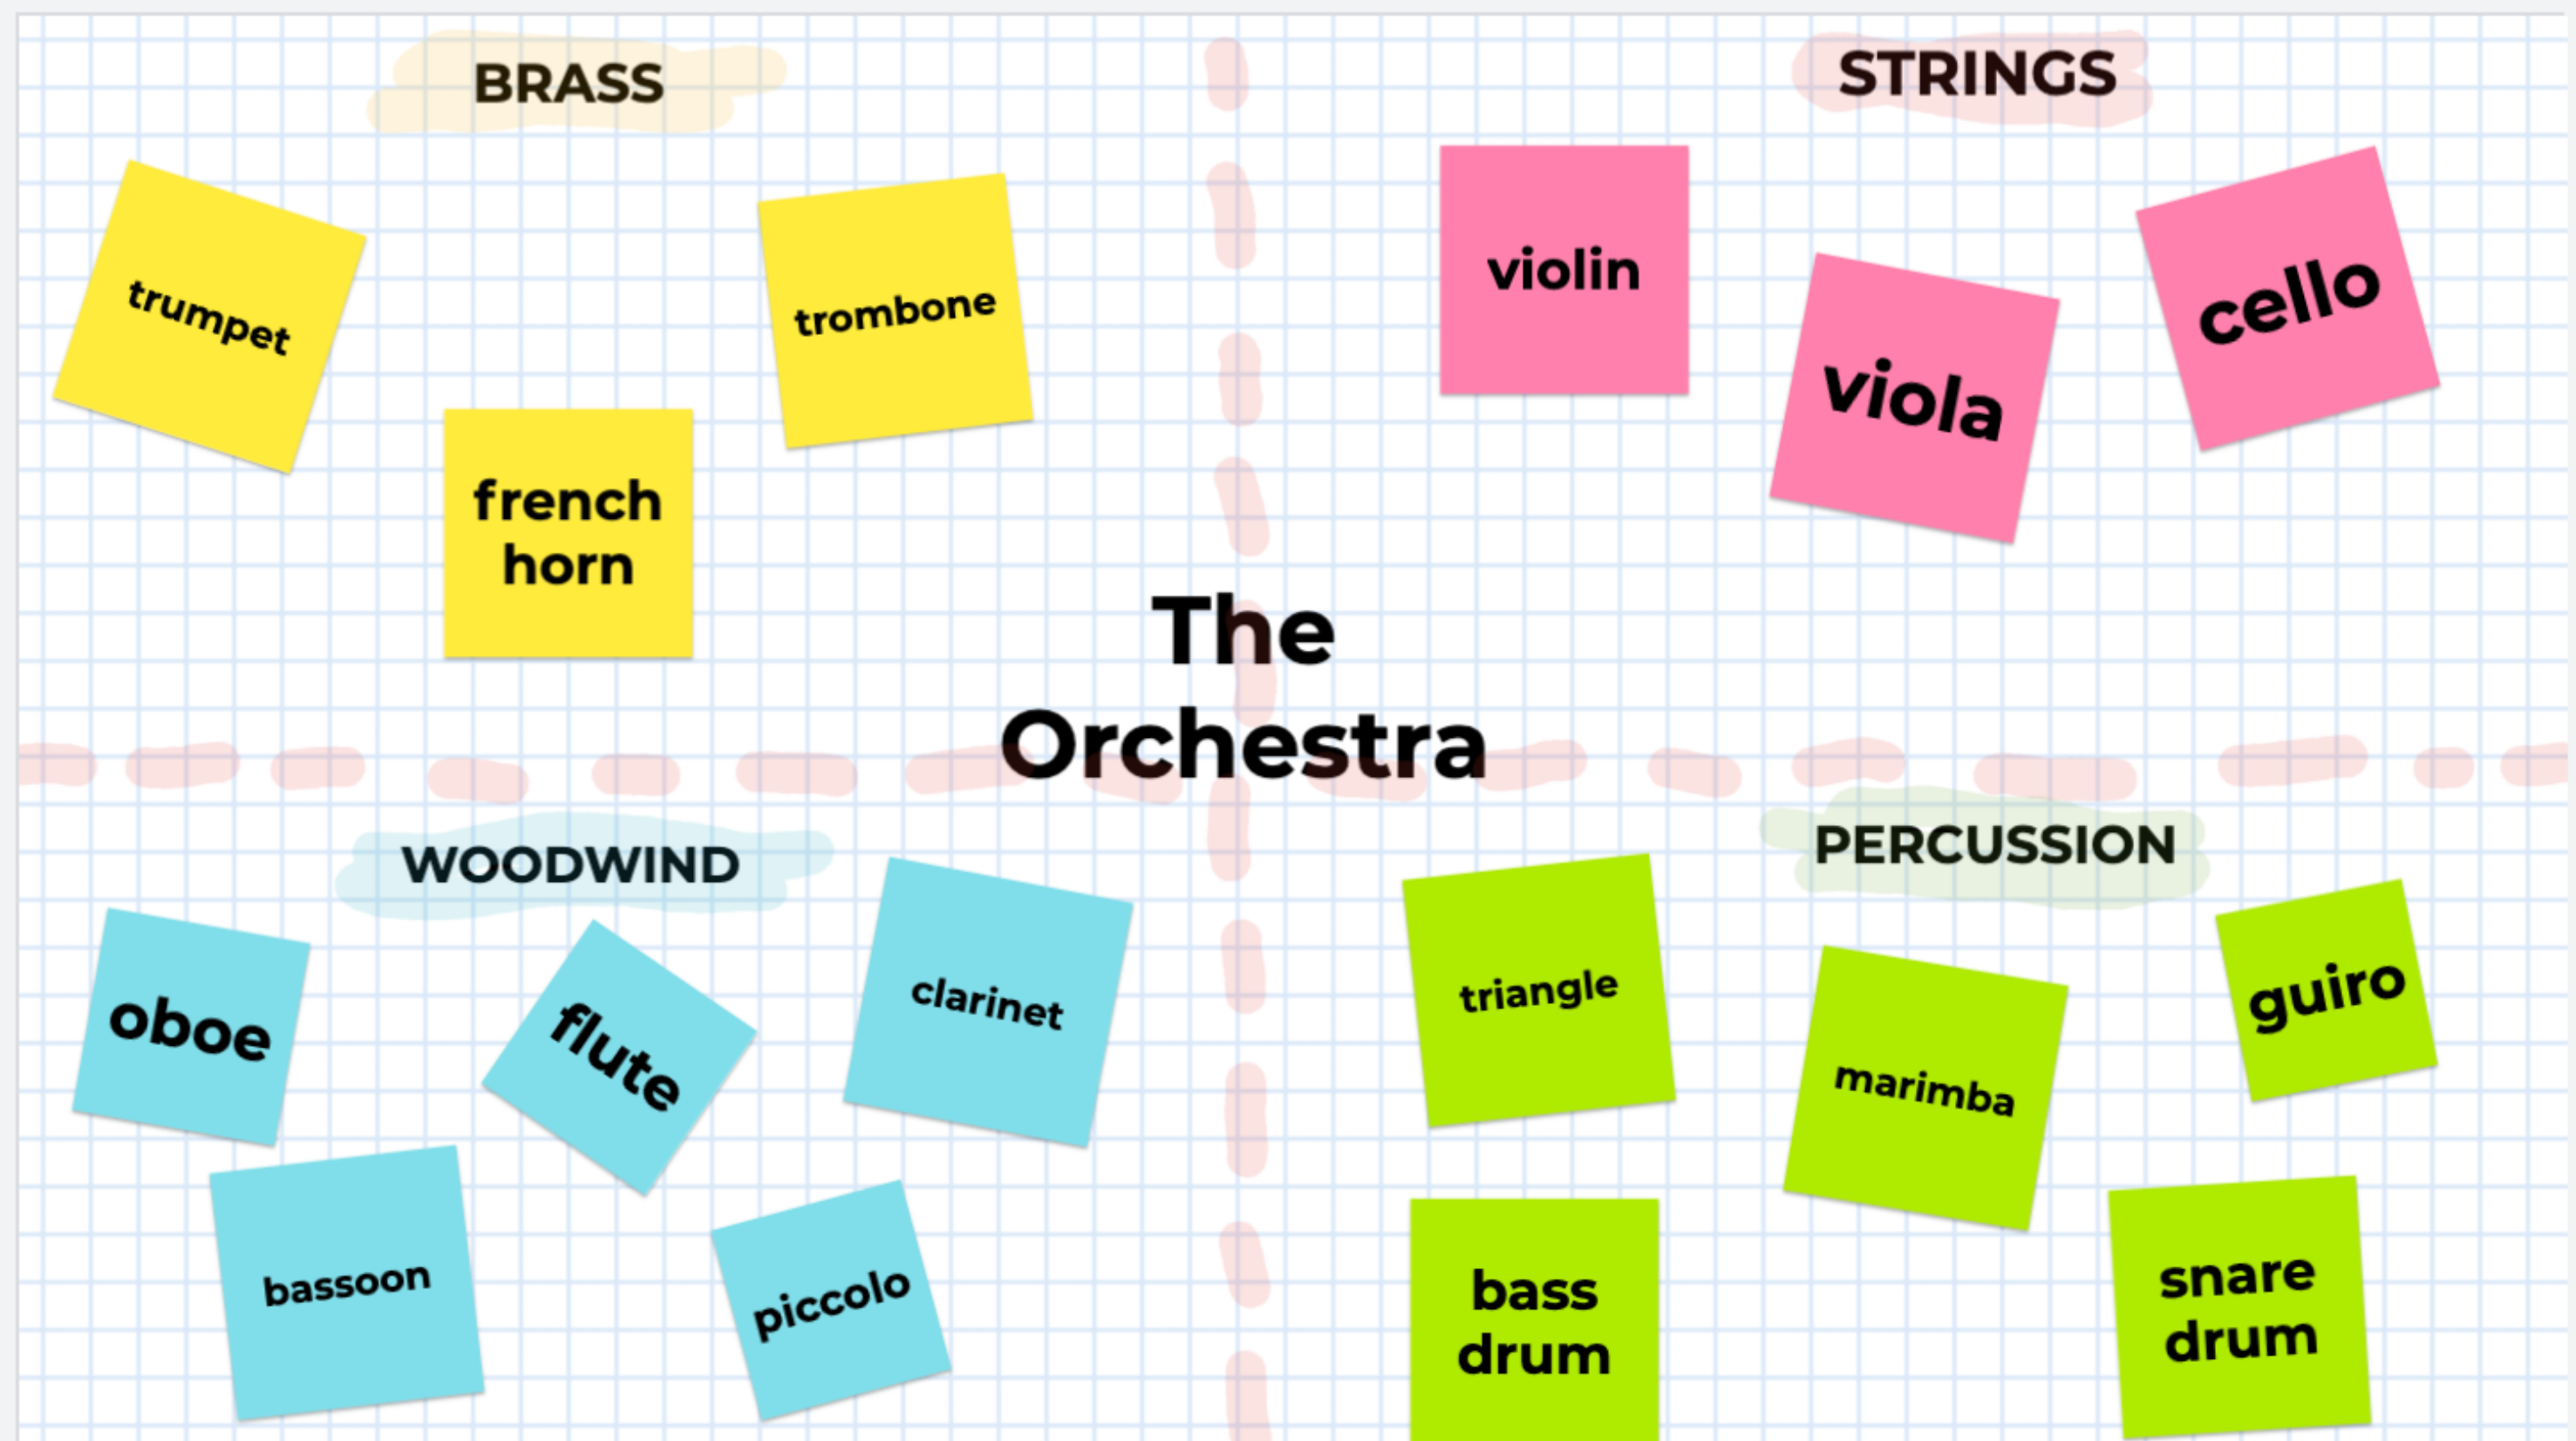 BRASS
trumpet
trombone
french
horn
STRINGS
violin
viola
cello
The
Orchestra
WOODWIND
oboe
flute
clarinet
bassoon
piccolo
PERCUSSION
triangle
marimba
guiro
bass
drum
snare
drum